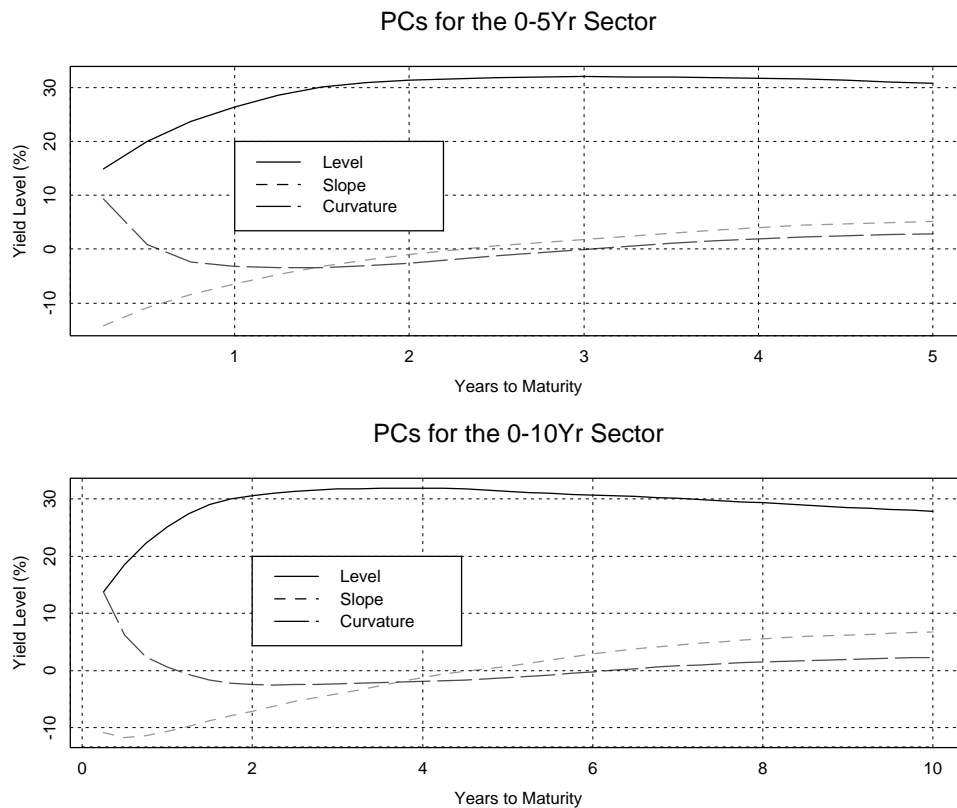 PCs for the 0-5Yr Sector
Yield Level (%)
30
20
10
0
-10
Level
Slope
Curvature
1 2 3 4 5
Years to Maturity
PCs for the 0-10Yr Sector
Yield Level (%)
30
20
10
0
-10
Level
Slope
Curvature
0 2 4 6 8 10
Years to Maturity